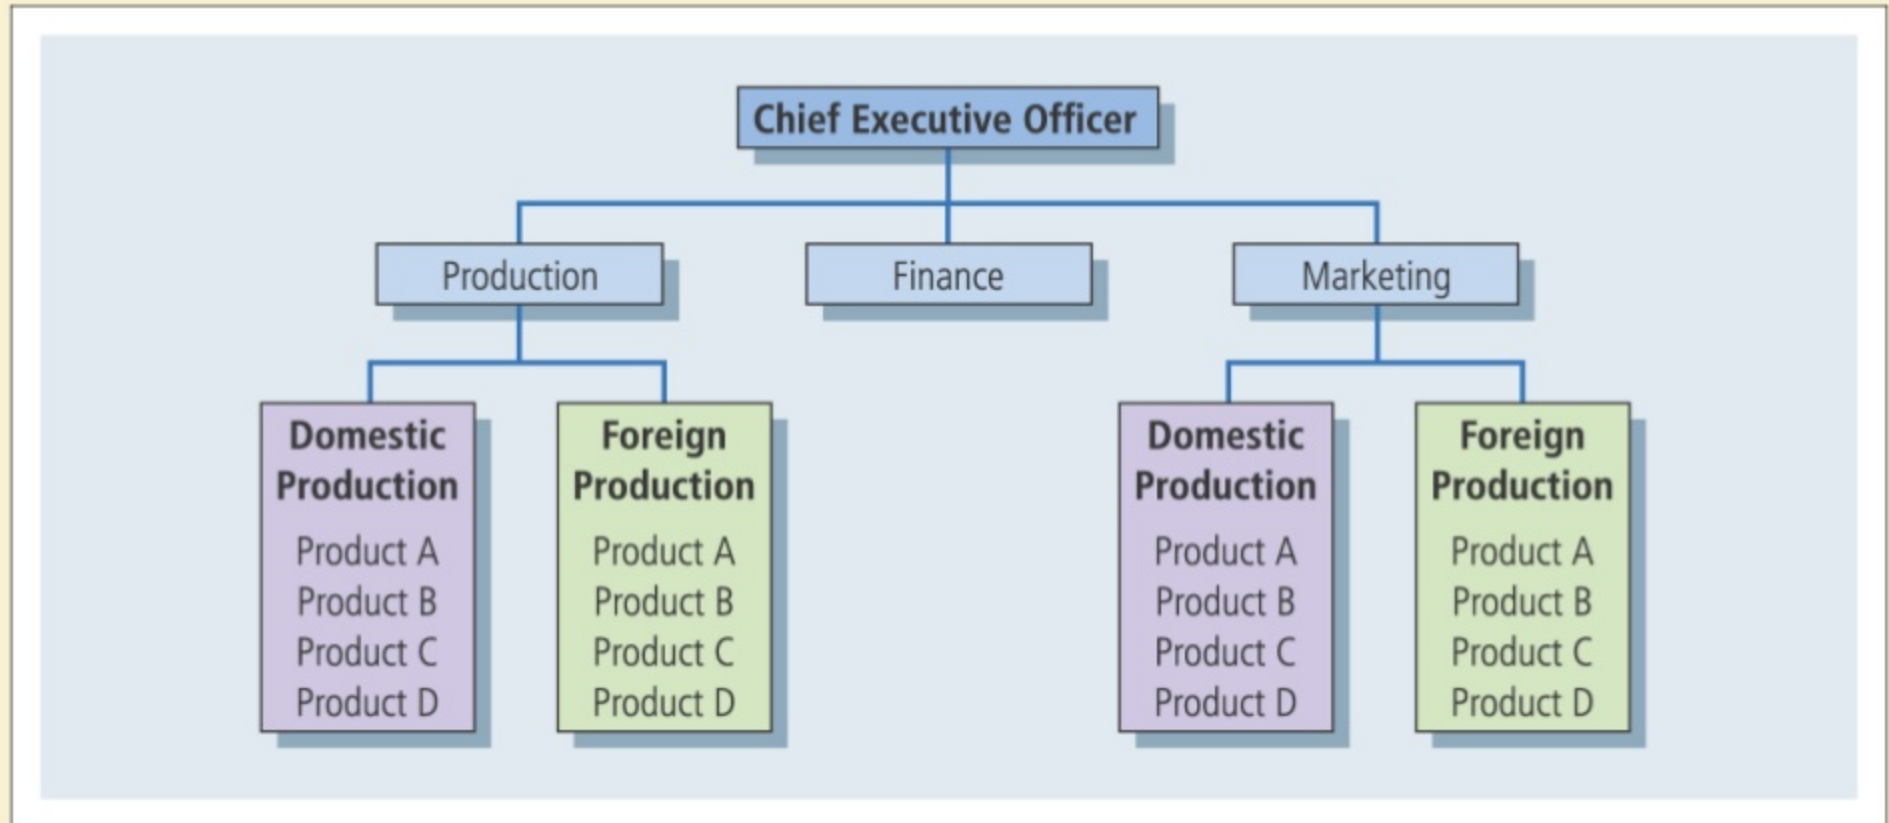 Chief Executive Officer
Production
Finance
Marketing
Domestic
Production
Product A
Product B
Product C
Product D
Foreign
Production
Product A
Product B
Product C
Product D
Domestic
Production
Product A
Product B
Product C
Product D
Foreign
Production
Product A
Product B
Product C
Product D